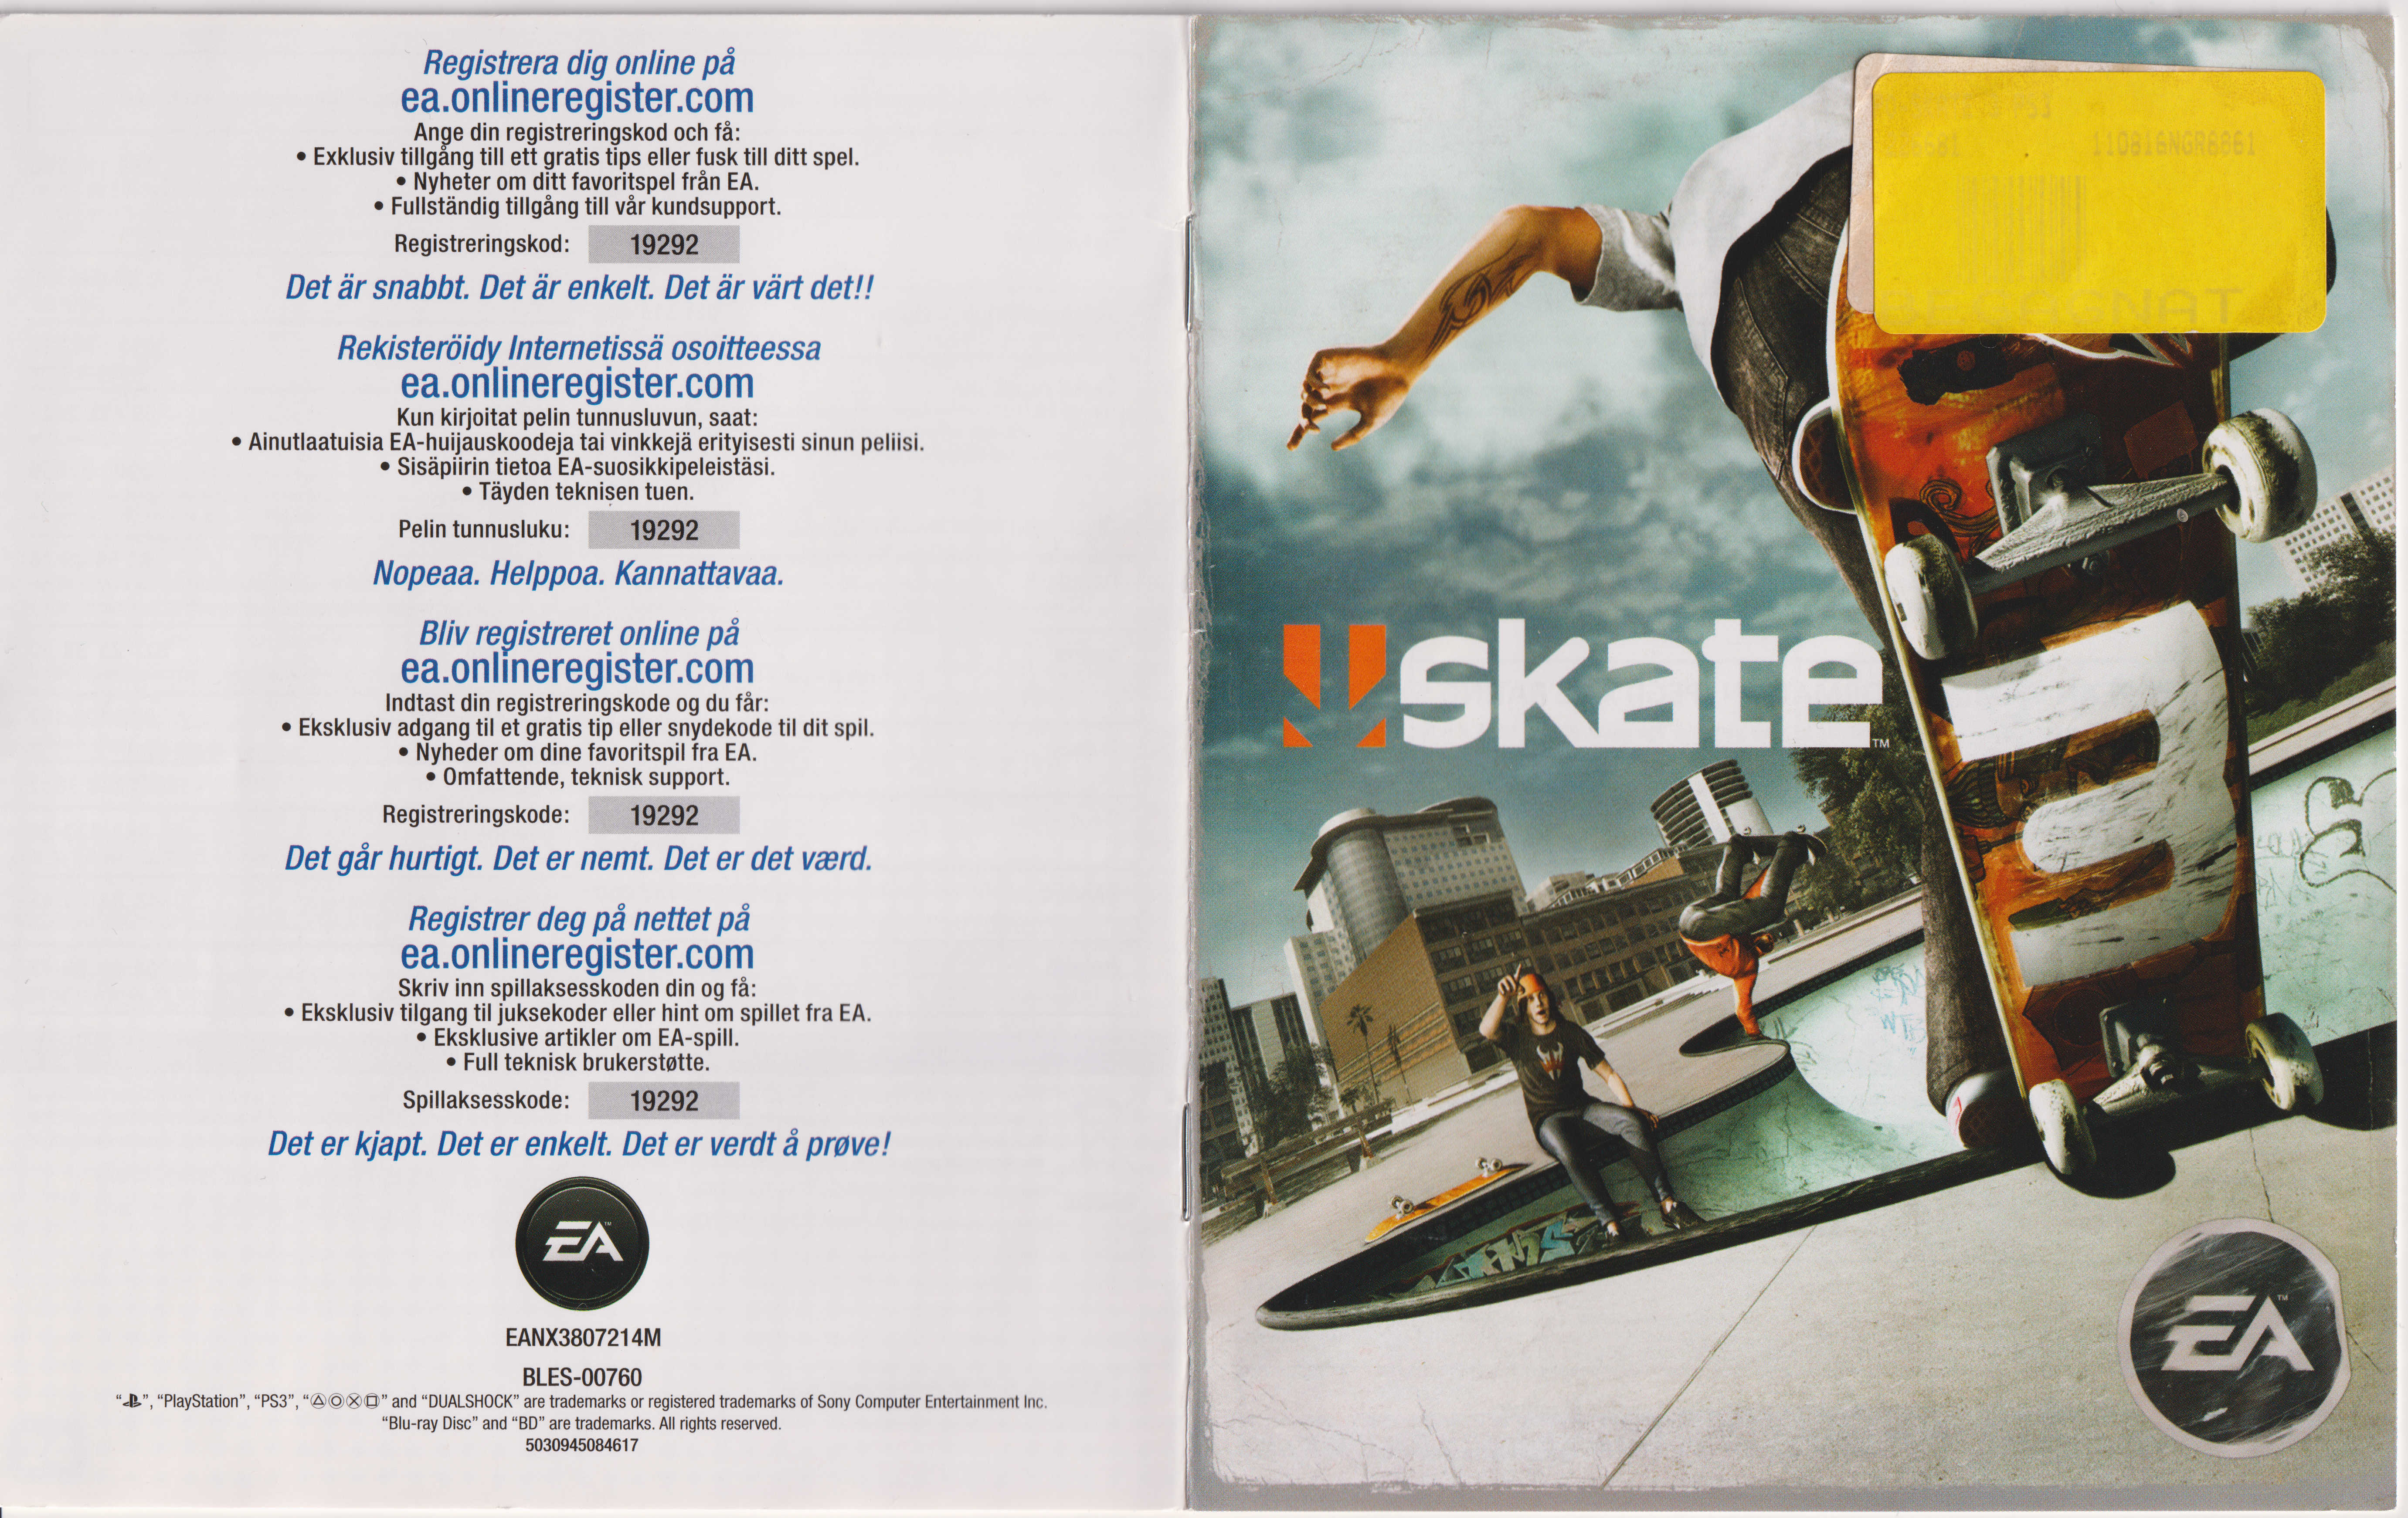 Registrera dig online på
ea.onlineregister.com
Ange din registreringskod och få:
• Exklusiv tillgång till ett gratis tips eller fusk till ditt spel.
• Nyheter om ditt favoritspel från EA.
• Fullständig tillgång till vår kundsupport.
Registreringskod: 19292
Det är snabbt. Det är enkelt. Det är värt det!!
Rekisteröidy Internetissä osoitteessa
ea.onlineregister.com
Kun kirjoitat pelin tunnusluvun, saat:
• Ainutlaatuisia EA-huijauskoodeja tai vinkkejä erityisesti sinun peliisi.
• Sisäpiirin tietoa EA-suosikkipeleistäsi.
• Täyden teknisen tuen.
Pelin tunnusluku: 19292
Nopeaa. Helppoa. Kannattavaa.
Bliv registreret online på
ea.onlineregister.com
Indtast din registreringskode og du får:
• Eksklusiv adgang til et gratis tip eller snydekode til dit spil.
• Nyheder om dine favoritspil fra EA.
• Omfattende, teknisk support.
Registreringskode: 19292
Det går hurtigt. Det er nemt. Det er det værd.
Registrer deg på nettet på
ea.onlineregister.com
Skriv inn spillaksesskoden din og få:
• Eksklusiv tilgang til juksekoder eller hint om spillet fra EA.
• Eksklusive artikler om EA-spill.
• Full teknisk brukerstøtte.
Spillaksesskode: 19292
Det er kjapt. Det er enkelt. Det er verdt å prøve!
EA™
EANX3807214M
BLES-00760
“”, “PlayStation”, “PS3”, “△○✕□” and “DUALSHOCK” are trademarks or registered trademarks of Sony Computer Entertainment Inc.
“Blu-ray Disc” and “BD” are trademarks. All rights reserved.
5030945084617
BEGAGNAT
skate™
EA™